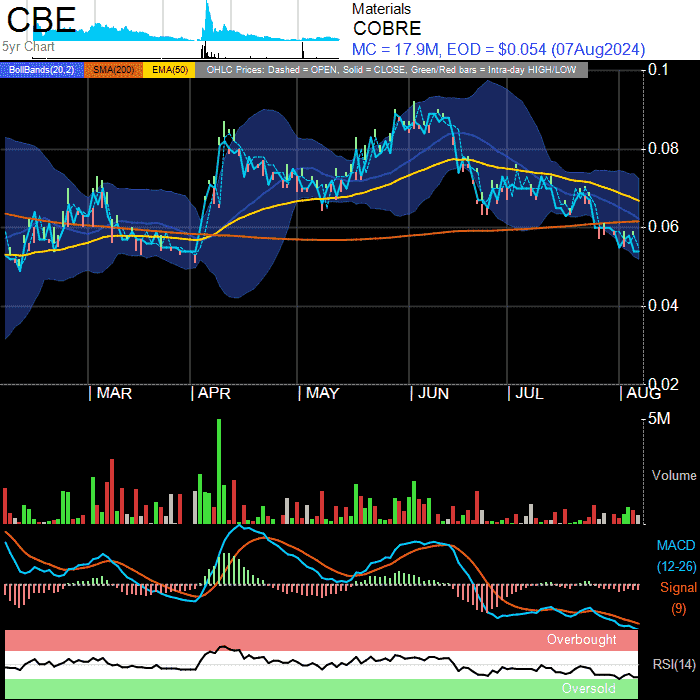 CBE
5yr Chart
Materials
COBRE
MC = 17.9M, EOD = $0.054 (07Aug2024)
BollBands(20,2) SMA(200) EMA(50) OHLC Prices: Dashed = OPEN, Solid = CLOSE, Green/Red bars = Intra-day HIGH/LOW
0.1
0.08
0.06
0.04
0.02
MAR APR MAY JUN JUL AUG
5M
Volume
MACD
(12-26)
Signal
(9)
Overbought
RSI(14)
Oversold